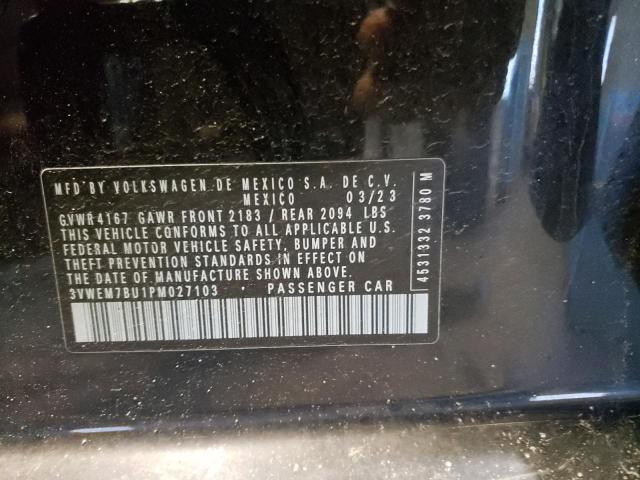 MFD BY VOLKSWAGEN DE MEXICO S.A. DE C.V.
MEXICO 03/23
GVWR 4167 GAWR FRONT 2183 / REAR 2094 LBS
THIS VEHICLE CONFORMS TO ALL APPLICABLE U.S.
FEDERAL MOTOR VEHICLE SAFETY, BUMPER AND
THEFT PREVENTION STANDARDS IN EFFECT ON
THE DATE OF MANUFACTURE SHOWN ABOVE.
3VWEM7BU1PM027103 · PASSENGER CAR
4531332 3780 M